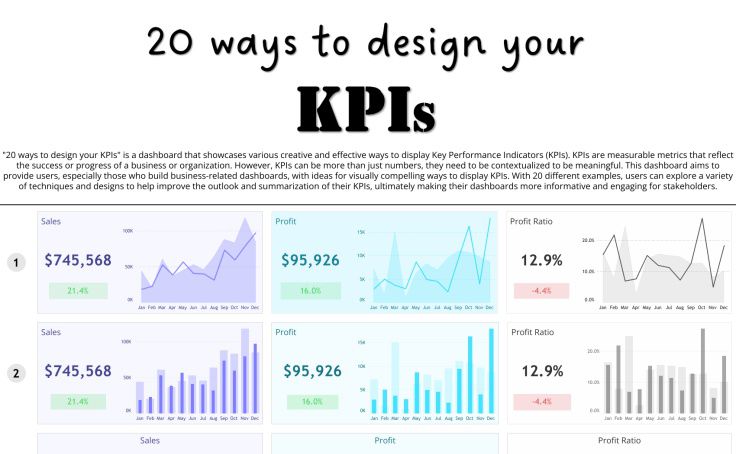 20 ways to design your
KPIs
"20 ways to design your KPIs" is a dashboard that showcases various creative and effective ways to display Key Performance Indicators (KPIs). KPIs are measurable metrics that reflect
the success or progress of a business or organization. However, KPIs can be more than just numbers, they need to be contextualized to be meaningful. This dashboard aims to
provide users, especially those who build business-related dashboards, with ideas for visually compelling ways to display KPIs. With 20 different examples, users can explore a variety
of techniques and designs to help improve the outlook and summarization of their KPIs, ultimately making their dashboards more informative and engaging for stakeholders.
1
Sales
$745,568
21.4%
100K
50K
0K
Jan Feb Mar Apr May Jun Jul Aug Sep Oct Nov Dec
Profit
$95,926
16.0%
15K
10K
5K
0K
Jan Feb Mar Apr May Jun Jul Aug Sep Oct Nov Dec
Profit Ratio
12.9%
-4.4%
20.0%
10.0%
0.0%
Jan Feb Mar Apr May Jun Jul Aug Sep Oct Nov Dec
2
Sales
$745,568
21.4%
100K
50K
0K
Jan Feb Mar Apr May Jun Jul Aug Sep Oct Nov Dec
Profit
$95,926
16.0%
15K
10K
5K
0K
Jan Feb Mar Apr May Jun Jul Aug Sep Oct Nov Dec
Profit Ratio
12.9%
-4.4%
20.0%
10.0%
0.0%
Jan Feb Mar Apr May Jun Jul Aug Sep Oct Nov Dec
Sales
Profit
Profit Ratio